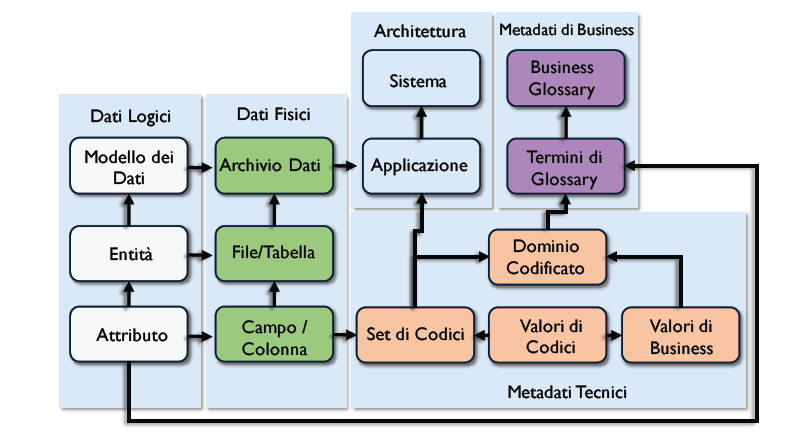 Architettura
Metadati di Business
Sistema
Business
Glossary
Dati Logici
Dati Fisici
Modello dei
Dati
Archivio Dati
Applicazione
Termini di
Glossary
Entità
File/Tabella
Dominio
Codificato
Attributo
Campo /
Colonna
Set di Codici
Valori di
Codici
Valori di
Business
Metadati Tecnici